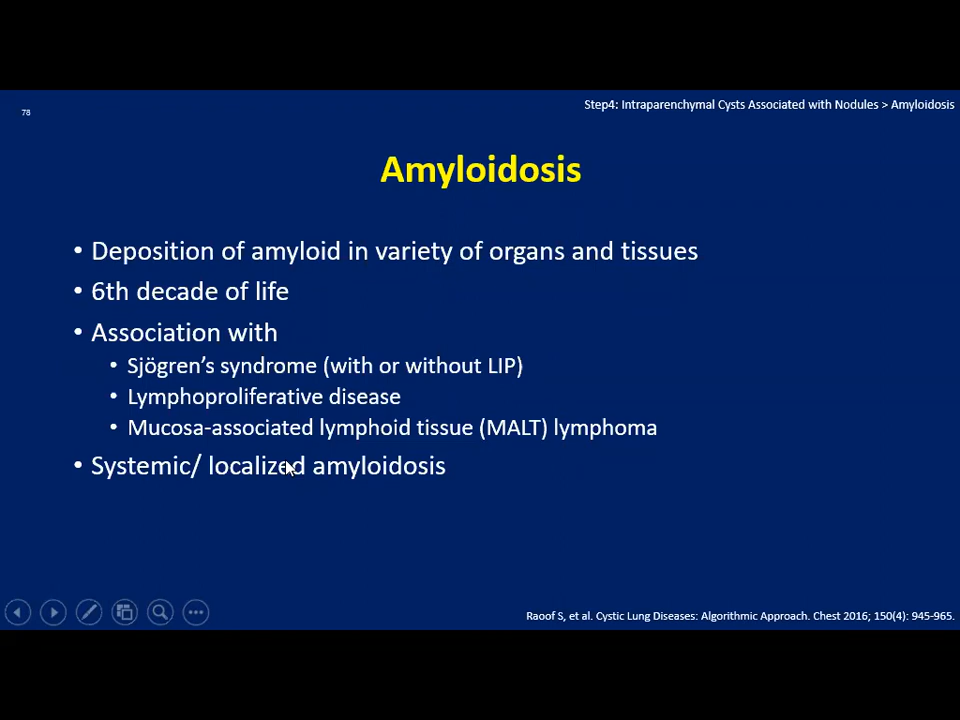 78
Step4: Intraparenchymal Cysts Associated with Nodules > Amyloidosis
Amyloidosis
• Deposition of amyloid in variety of organs and tissues
• 6th decade of life
• Association with
• Sjögren’s syndrome (with or without LIP)
• Lymphoproliferative disease
• Mucosa-associated lymphoid tissue (MALT) lymphoma
• Systemic/ localized amyloidosis
Raoof S, et al. Cystic Lung Diseases: Algorithmic Approach. Chest 2016; 150(4): 945-965.